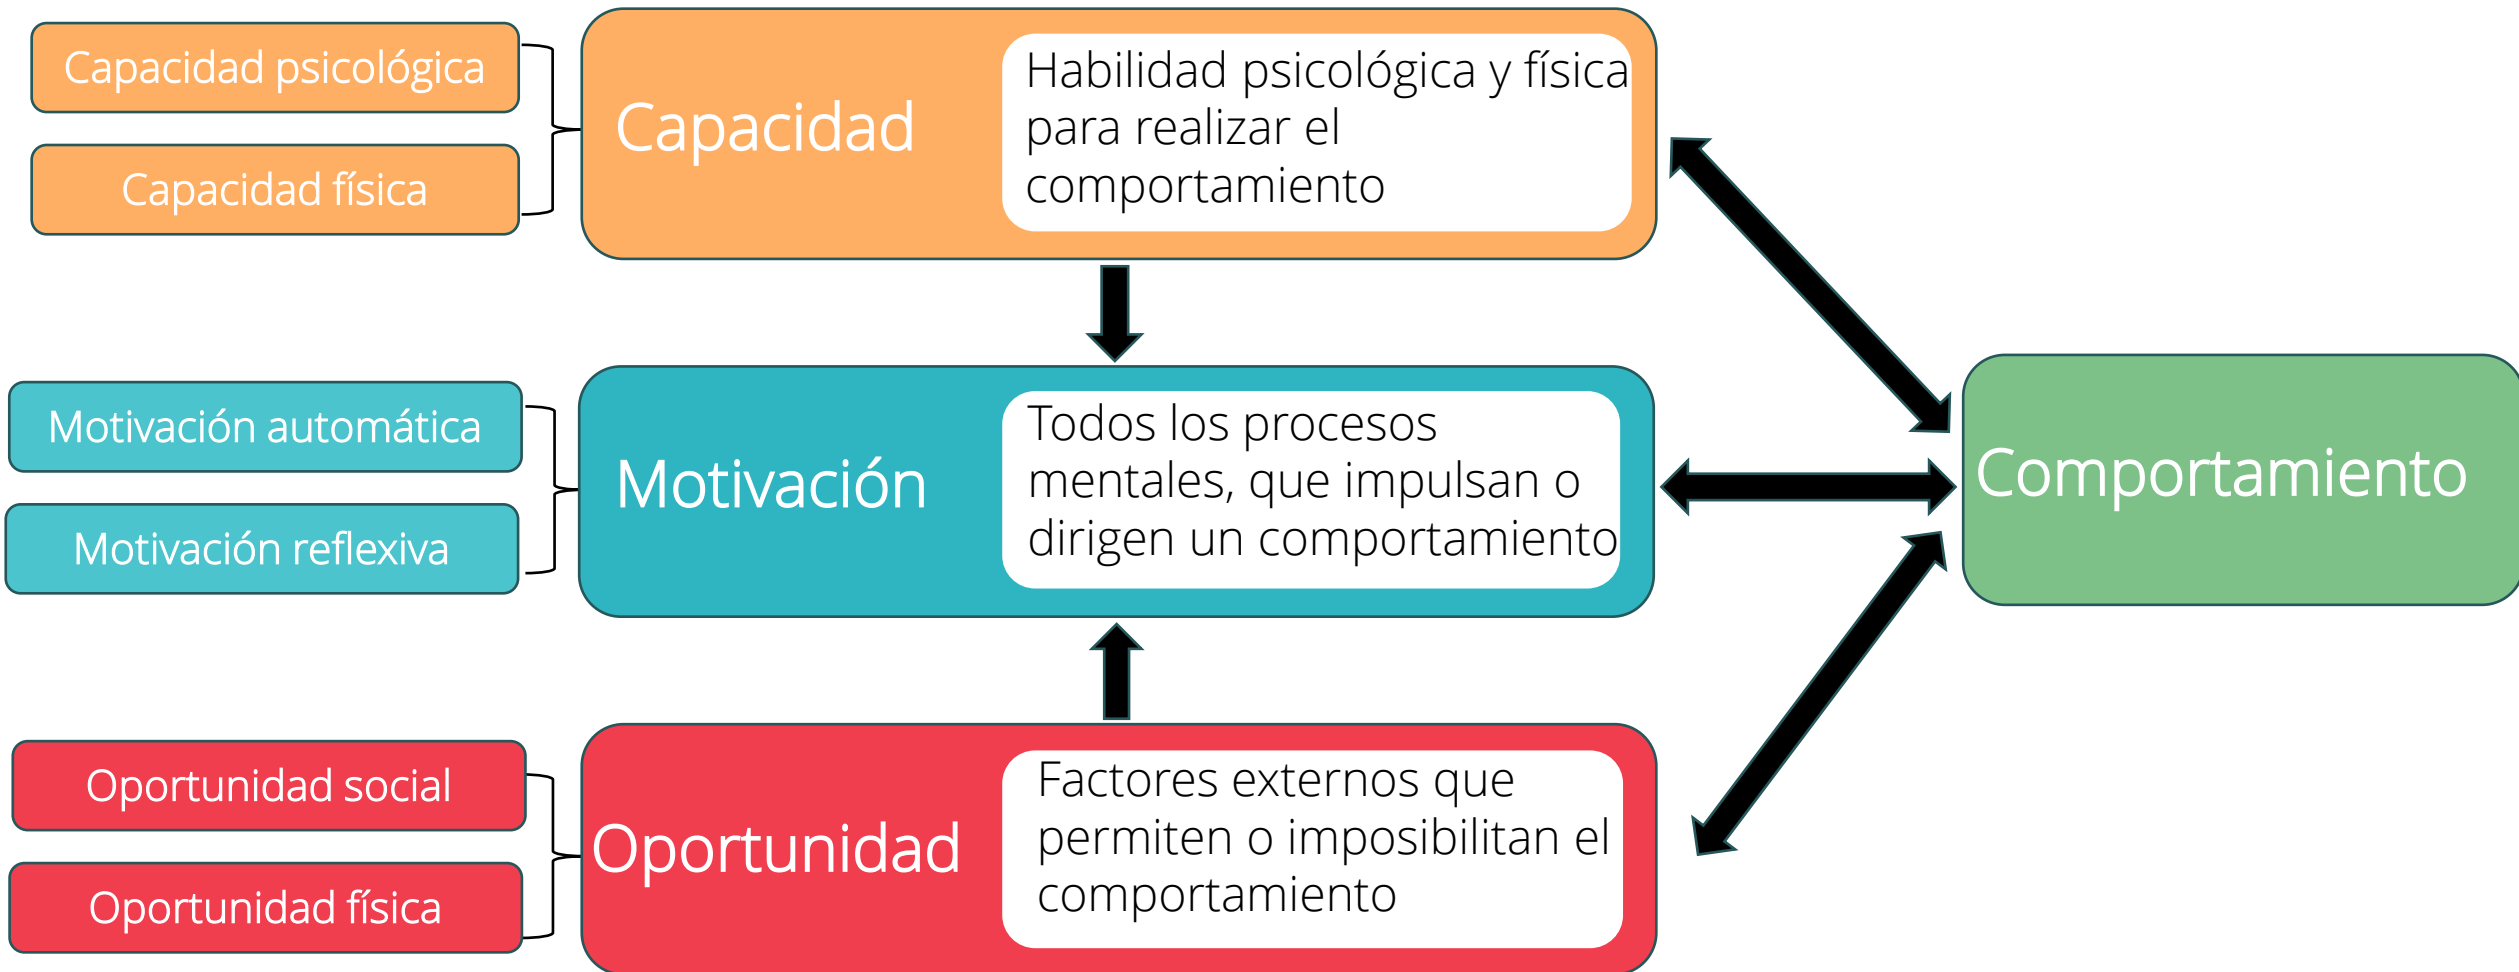 Capacidad psicológica
Capacidad física
Capacidad
Habilidad psicológica y física
para realizar el
comportamiento
Motivación automática
Motivación reflexiva
Motivación
Todos los procesos
mentales, que impulsan o
dirigen un comportamiento
Comportamiento
Oportunidad social
Oportunidad física
Oportunidad
Factores externos que
permiten o imposibilitan el
comportamiento